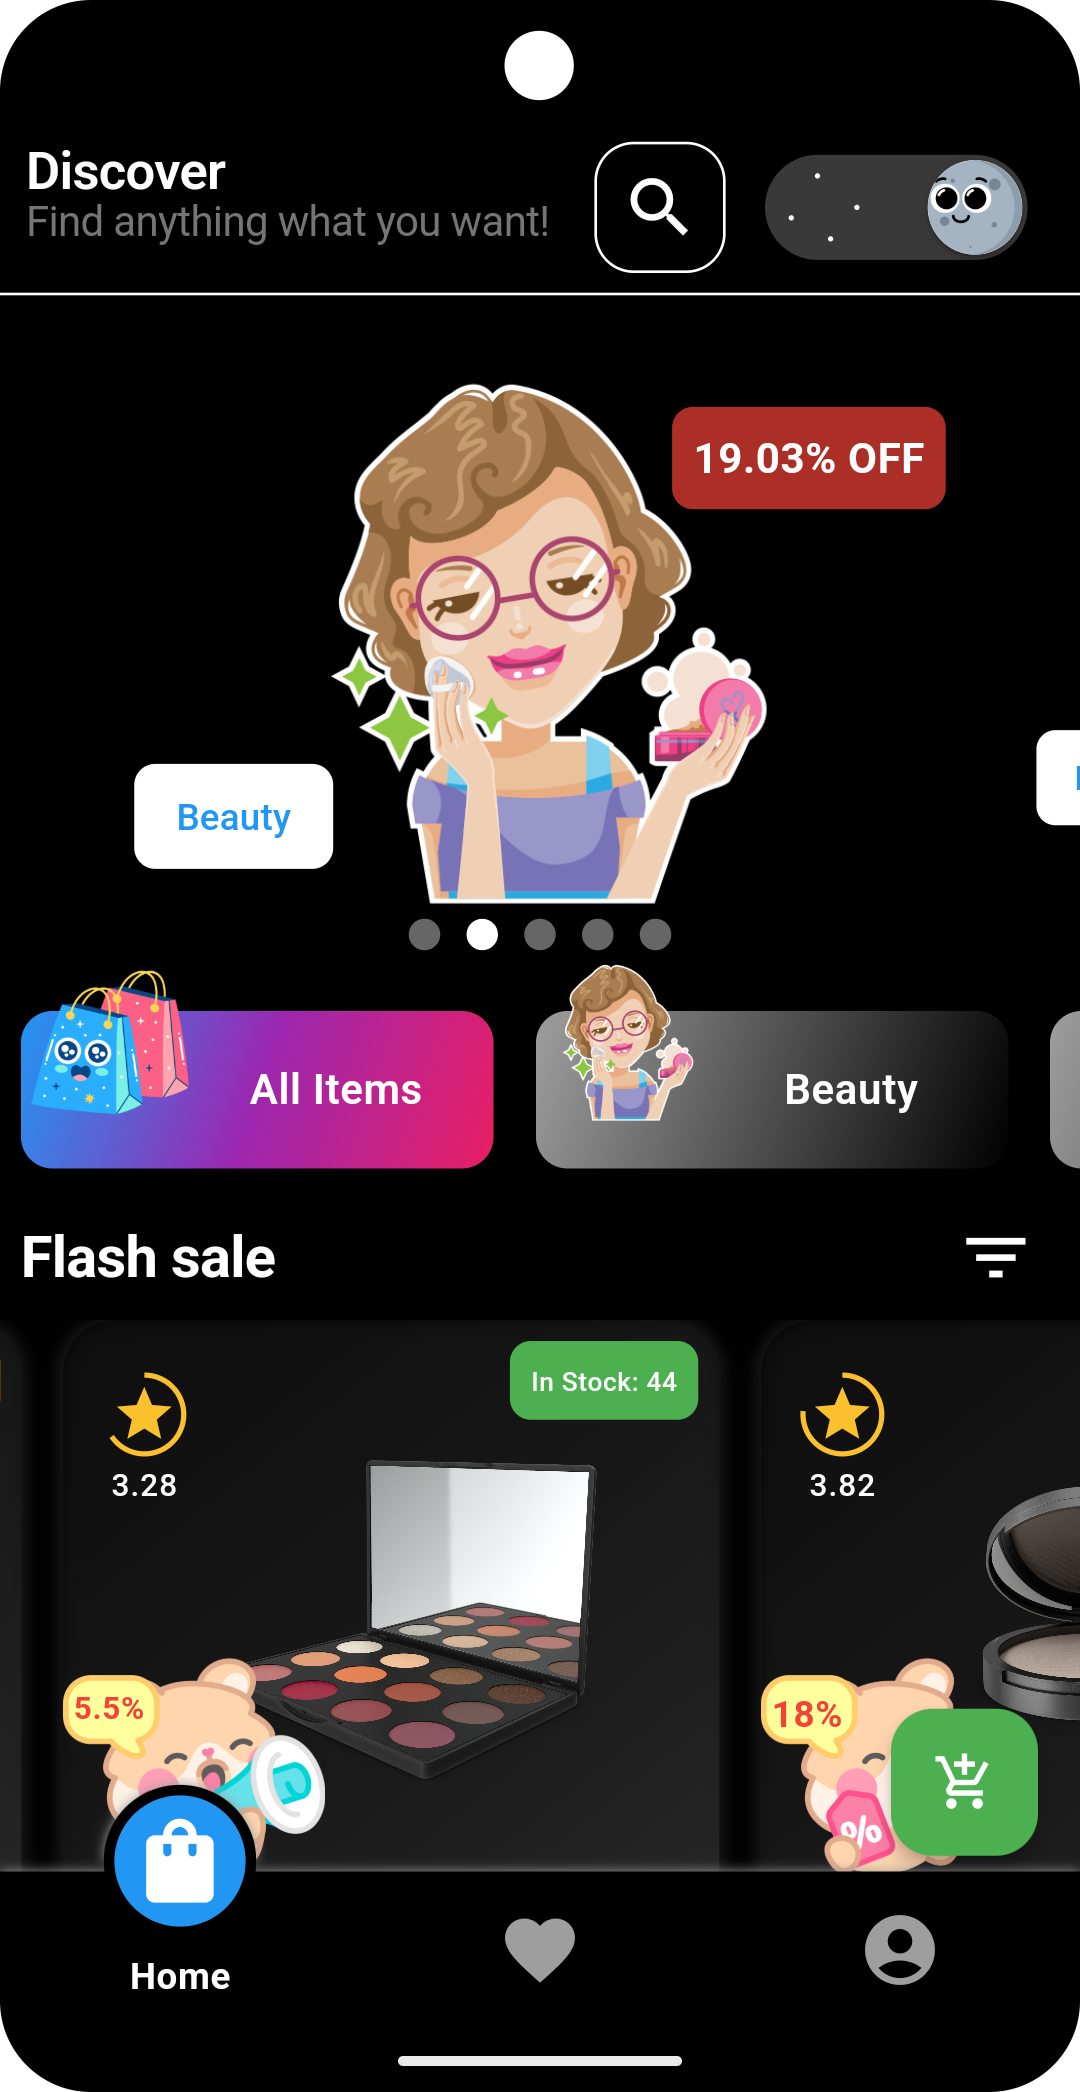 Discover
Find anything what you want!
19.03% OFF
Beauty
All Items
Beauty
Flash sale
In Stock: 44
3.28
3.82
5.5%
18%
%
Home